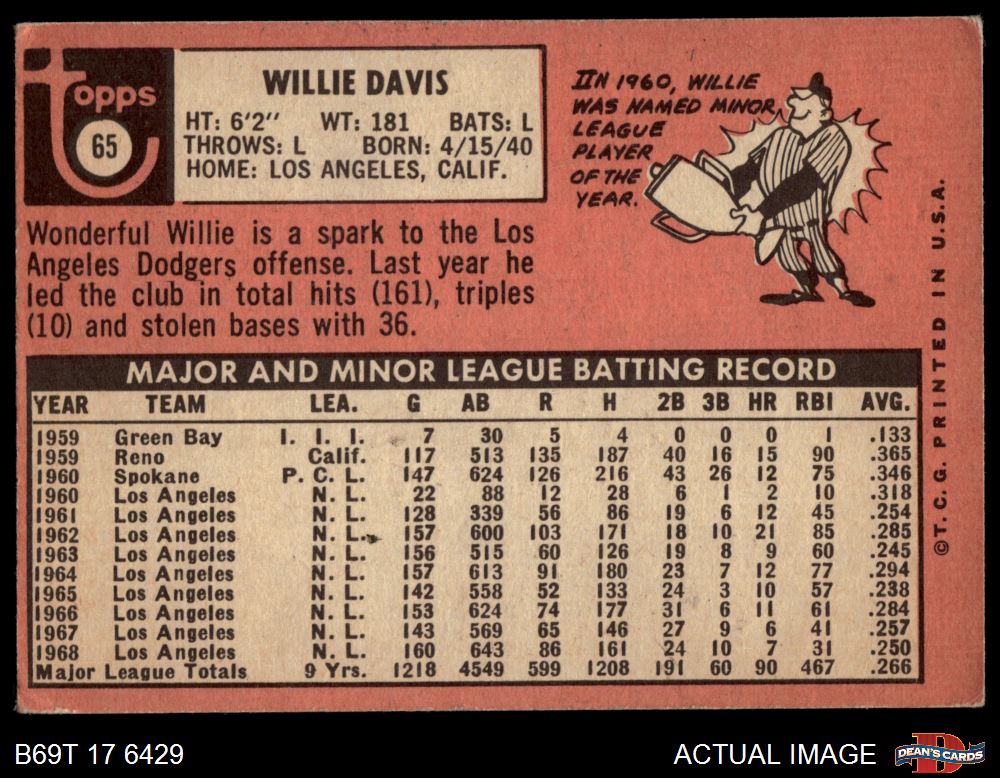 Topps
65
WILLIE DAVIS
HT: 6'2" WT: 181 BATS: L
THROWS: L BORN: 4/15/40
HOME: LOS ANGELES, CALIF.
IN 1960, WILLIE
WAS NAMED MINOR
LEAGUE
PLAYER
OF THE
YEAR.
Wonderful Willie is a spark to the Los
Angeles Dodgers offense. Last year he
led the club in total hits (161), triples
(10) and stolen bases with 36.
MAJOR AND MINOR LEAGUE BATTING RECORD
YEAR TEAM LEA. G AB R H 2B 3B HR RBI AVG.
1959 Green Bay I. I. I. 7 30 5 4 0 0 0 1 .133
1959 Reno Calif. 117 513 135 187 40 16 15 90 .365
1960 Spokane P. C. L. 147 624 126 216 43 26 12 75 .346
1960 Los Angeles N. L. 22 88 12 28 6 1 2 10 .318
1961 Los Angeles N. L. 128 339 56 86 19 6 12 45 .254
1962 Los Angeles N. L. 157 600 103 171 18 10 21 85 .285
1963 Los Angeles N. L. 156 515 60 126 19 8 9 60 .245
1964 Los Angeles N. L. 157 613 91 180 23 7 12 77 .294
1965 Los Angeles N. L. 142 558 52 133 24 3 10 57 .238
1966 Los Angeles N. L. 153 624 74 177 31 6 11 61 .284
1967 Los Angeles N. L. 143 569 65 146 27 9 6 41 .257
1968 Los Angeles N. L. 160 643 86 161 24 10 7 31 .250
Major League Totals 9 Yrs. 1218 4549 599 1208 191 60 90 467 .266
©T. C. G. PRINTED IN U.S.A.
B69T 17 6429
ACTUAL IMAGE
DEAN'S CARDS